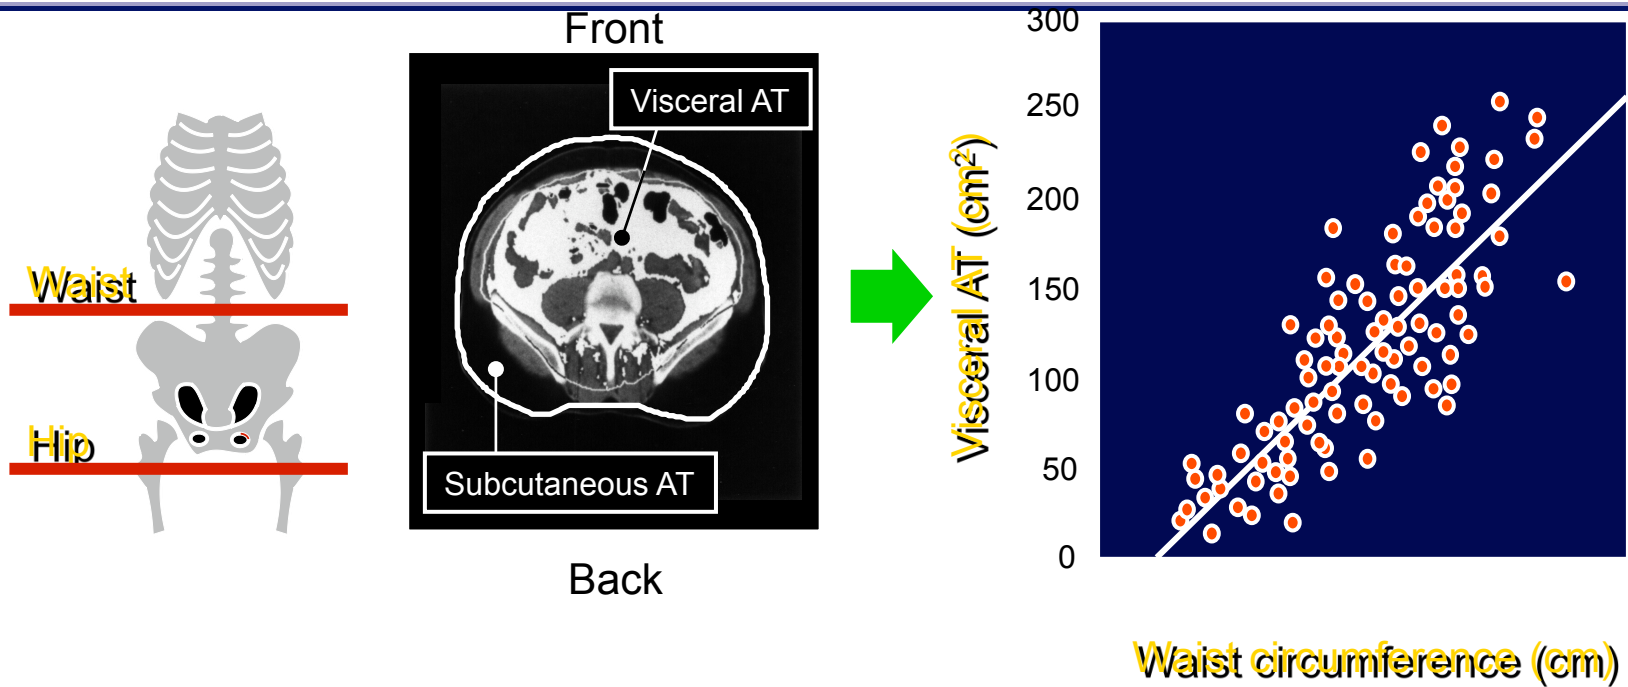 Front
Visceral AT
Waist
Hip
Subcutaneous AT
Back
Visceral AT (cm²)
300
250
200
150
100
50
0
Waist circumference (cm)